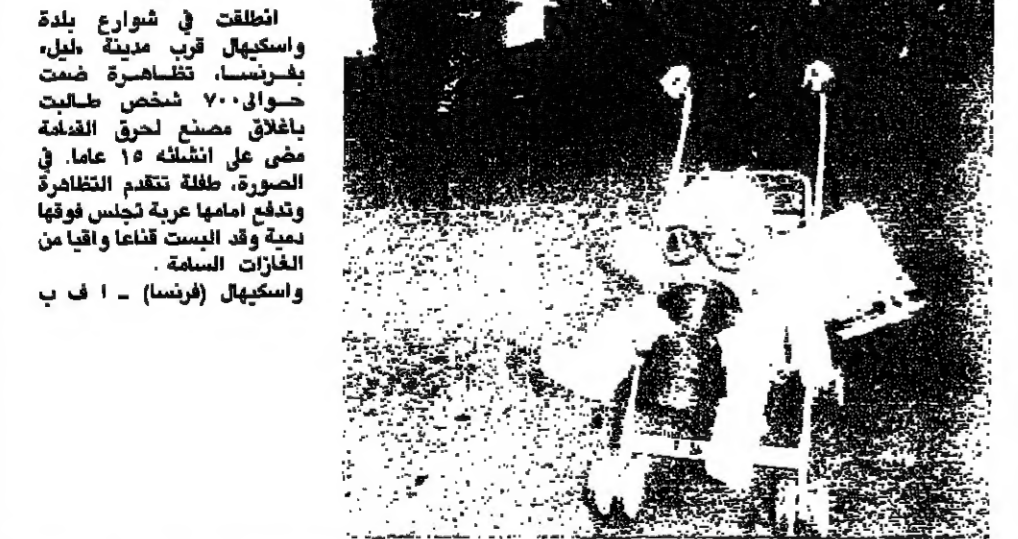 انطلقت في شوارع بلدة
واسكيهال قرب مدينة «ليل»
بفرنسا، تظاهرة ضمت
حوالى ٧٠٠ شخص طالبت
باغلاق مصنع لحرق القمامة
مضى على انشائه ١٥ عاما. في
الصورة، طفلة تتقدم التظاهرة
وتدفع امامها عربة تجلس فوقها
دمية وقد البست قناعا واقيا من
الغازات السامة .
واسكيهال (فرنسا) ـ ا ف ب